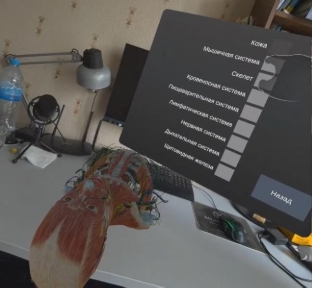 Кожа
Мышечная система
Скелет
Кровеносная система
Пищеварительная система
Лимфатическая система
Нервная система
Дыхательная система
Щитовидная железа
Назад